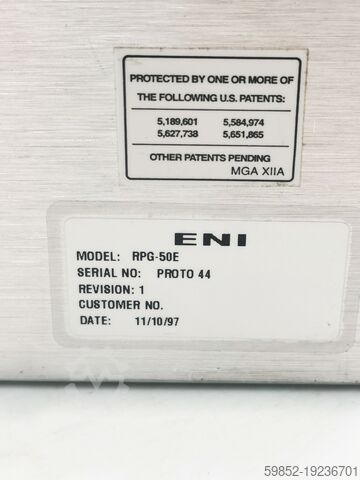 PROTECTED BY ONE OR MORE OF
THE FOLLOWING U.S. PATENTS:
5,189,601 5,584,974
5,627,738 5,651,865
OTHER PATENTS PENDING
MGA XIIA
ENI
MODEL: RPG-50E
SERIAL NO: PROTO 44
REVISION: 1
CUSTOMER NO.
DATE: 11/10/97
59852-19236701